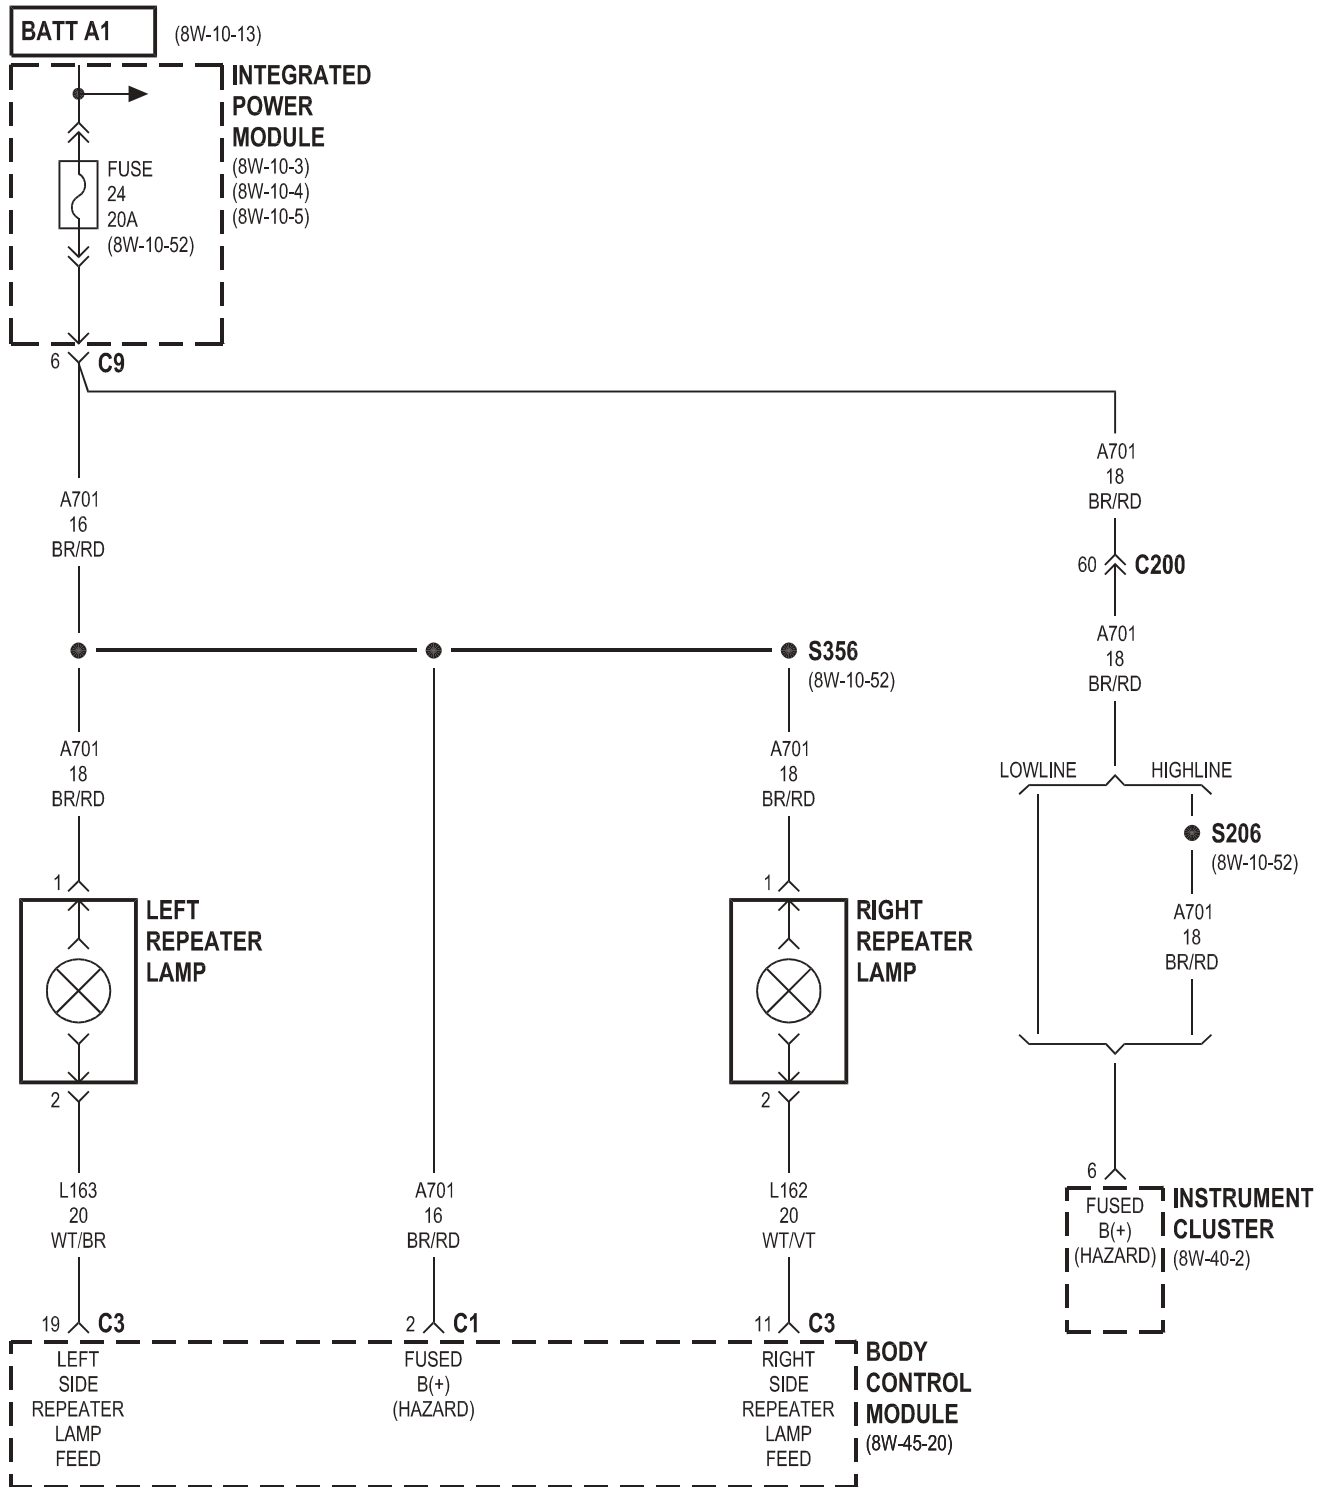 BATT A1
(8W-10-13)
INTEGRATED
POWER
MODULE
(8W-10-3)
(8W-10-4)
(8W-10-5)
FUSE
24
20A
(8W-10-52)
6
C9
A701
16
BR/RD
A701
18
BR/RD
60
C200
A701
18
BR/RD
S356
(8W-10-52)
A701
18
BR/RD
A701
18
BR/RD
LOWLINE
HIGHLINE
S206
(8W-10-52)
A701
18
BR/RD
1
LEFT
REPEATER
LAMP
2
1
RIGHT
REPEATER
LAMP
2
L163
20
WT/BR
A701
16
BR/RD
L162
20
WT/VT
6
FUSED
B(+)
(HAZARD)
INSTRUMENT
CLUSTER
(8W-40-2)
19
C3
2
C1
11
C3
LEFT
SIDE
REPEATER
LAMP
FEED
FUSED
B(+)
(HAZARD)
RIGHT
SIDE
REPEATER
LAMP
FEED
BODY
CONTROL
MODULE
(8W-45-20)